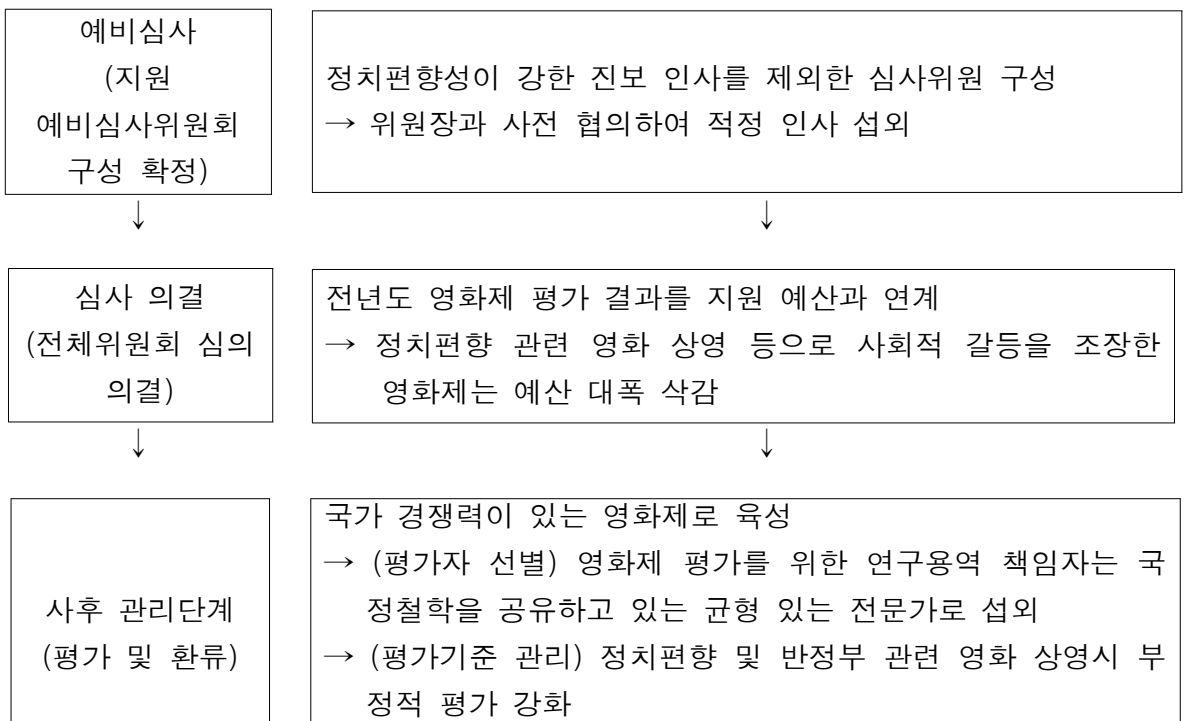 예비심사
(지원
예비심사위원회
구성 확정)
정치편향성이 강한 진보 인사를 제외한 심사위원 구성
→ 위원장과 사전 협의하여 적정 인사 섭외
↓
↓
심사 의결
(전체위원회 심의
의결)
전년도 영화제 평가 결과를 지원 예산과 연계
→ 정치편향 관련 영화 상영 등으로 사회적 갈등을 조장한
영화제는 예산 대폭 삭감
↓
↓
사후 관리단계
(평가 및 환류)
국가 경쟁력이 있는 영화제로 육성
→ (평가자 선별) 영화제 평가를 위한 연구용역 책임자는 국
정철학을 공유하고 있는 균형 있는 전문가로 섭외
→ (평가기준 관리) 정치편향 및 반정부 관련 영화 상영시 부
정적 평가 강화